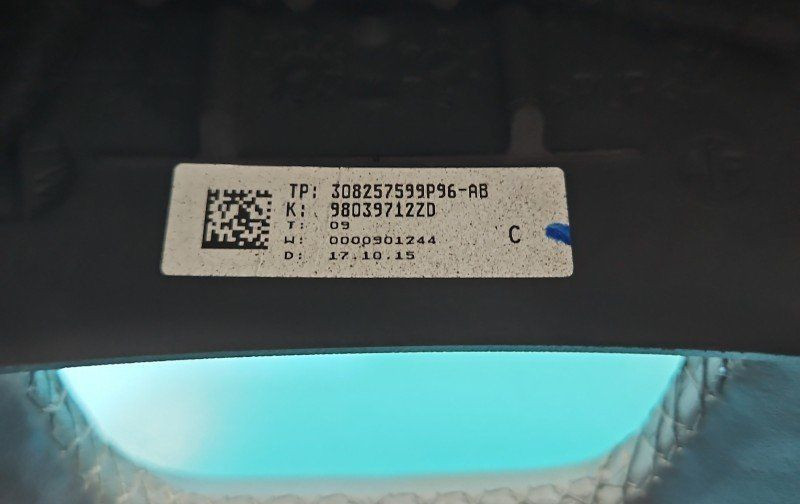 TP: 308257599P96-AB
K: 98039712ZD
T: 09
W: 0000901244
C
D: 17.10.15